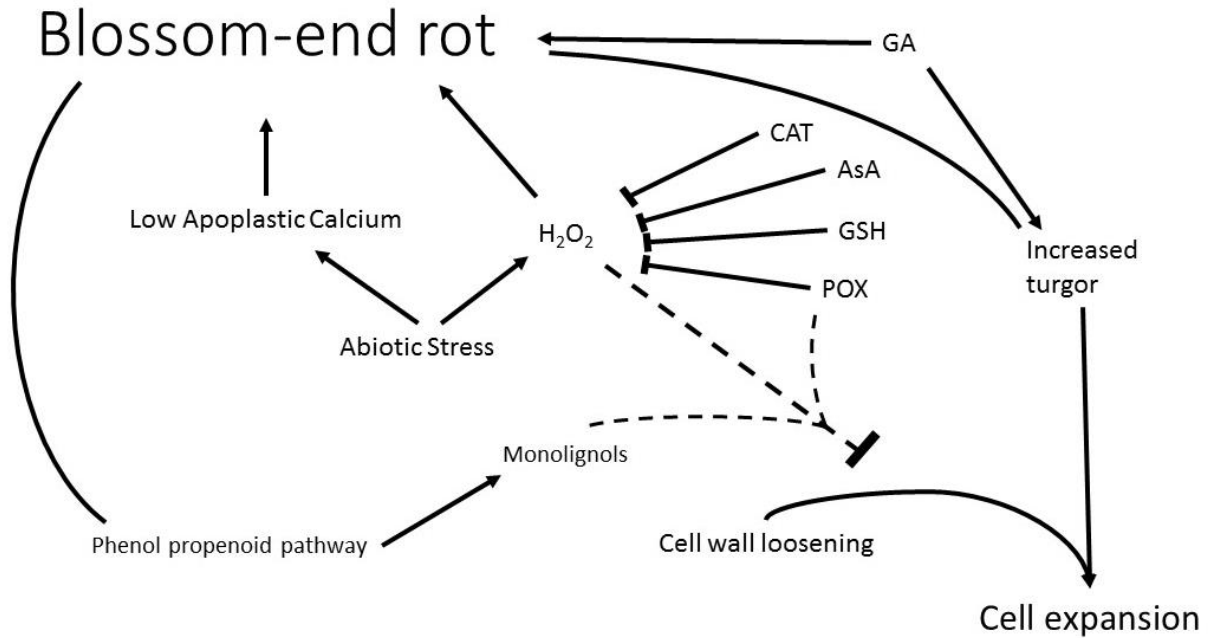 Blossom-end rot
GA
CAT
AsA
Low Apoplastic Calcium
H₂O₂
GSH
Increased
turgor
POX
Abiotic Stress
Monolignols
Phenol propenoid pathway
Cell wall loosening
Cell expansion